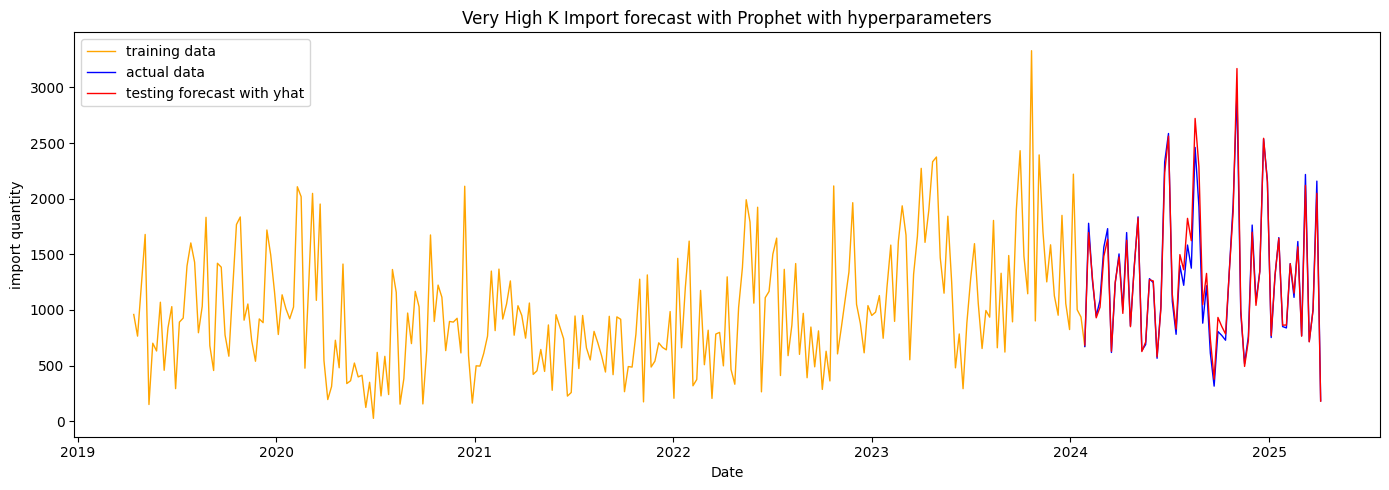 Very High K Import forecast with Prophet with hyperparameters
training data
actual data
testing forecast with yhat
import quantity
3000
2500
2000
1500
1000
500
0
2019
2020
2021
2022
2023
2024
2025
Date